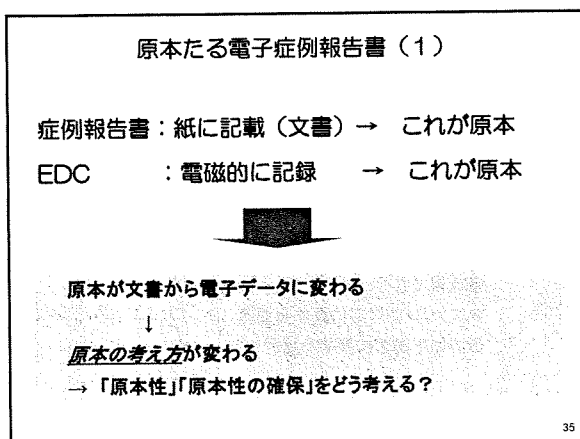 原本たる電子症例報告書（1）
症例報告書：紙に記載（文書）→ これが原本
EDC ：電磁的に記録 → これが原本
原本が文書から電子データに変わる
↓
原本の考え方が変わる
→「原本性」「原本性の確保」をどう考える？
35